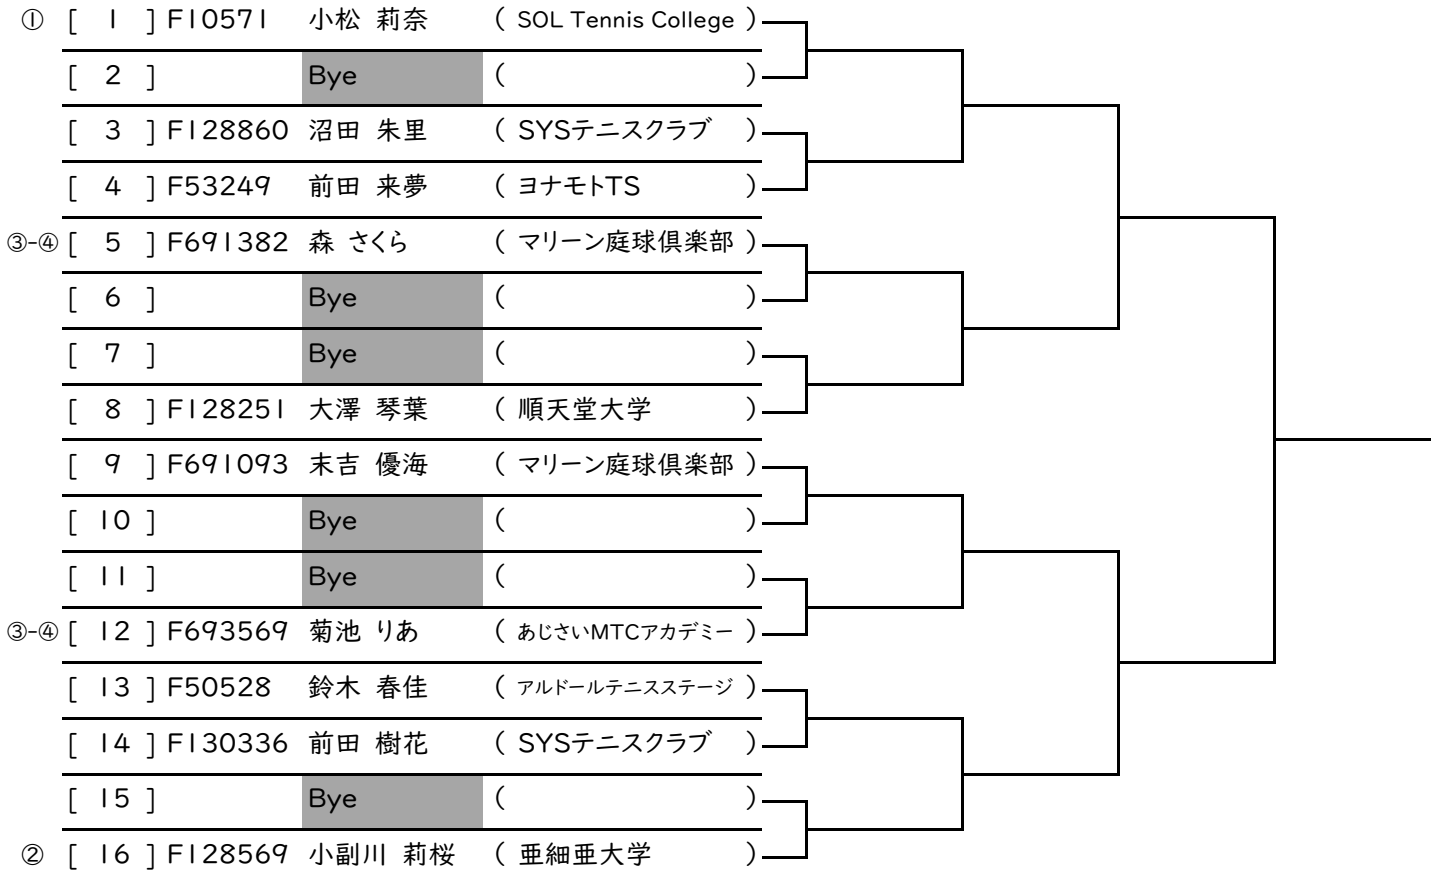 ① [ 1 ] F10571 小松 莉奈 ( SOL Tennis College )
[ 2 ] Bye ( )
[ 3 ] F128860 沼田 朱里 ( SYSテニスクラブ )
[ 4 ] F53249 前田 来夢 ( ヨナモトTS )
③-④ [ 5 ] F691382 森 さくら ( マリーン庭球倶楽部 )
[ 6 ] Bye ( )
[ 7 ] Bye ( )
[ 8 ] F128251 大澤 琴葉 ( 順天堂大学 )
[ 9 ] F691093 末吉 優海 ( マリーン庭球倶楽部 )
[ 10 ] Bye ( )
[ 11 ] Bye ( )
③-④ [ 12 ] F693569 菊池 りあ ( あじさいMTCアカデミー )
[ 13 ] F50528 鈴木 春佳 ( アルドールテニスステージ )
[ 14 ] F130336 前田 樹花 ( SYSテニスクラブ )
[ 15 ] Bye ( )
② [ 16 ] F128569 小副川 莉桜 ( 亜細亜大学 )